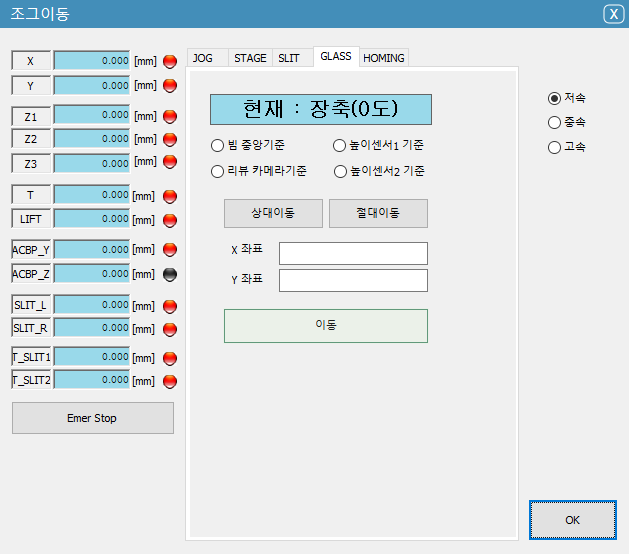 조그이동 X
X 0.000 [mm]
Y 0.000 [mm]
Z1 0.000 [mm]
Z2 0.000 [mm]
Z3 0.000 [mm]
T 0.000 [mm]
LIFT 0.000 [mm]
ACBP_Y 0.000 [mm]
ACBP_Z 0.000 [mm]
SLIT_L 0.000 [mm]
SLIT_R 0.000 [mm]
T_SLIT1 0.000 [mm]
T_SLIT2 0.000 [mm]
Emer Stop
JOG STAGE SLIT GLASS HOMING
현재 : 장축(0도)
빔 중앙기준 높이센서1 기준
리뷰 카메라기준 높이센서2 기준
상대이동 절대이동
X 좌표
Y 좌표
이동
저속
중속
고속
OK